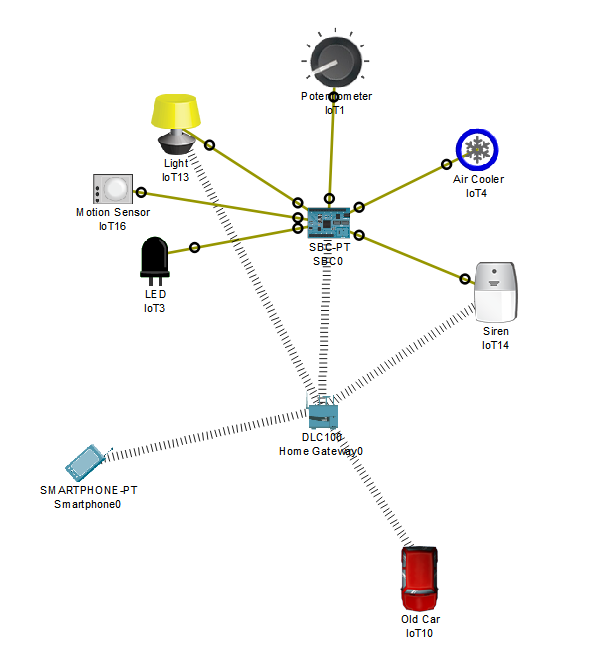 Potentiometer
IoT1
Light
IoT13
Air Cooler
IoT4
Motion Sensor
IoT16
SBC-PT
SBC0
LED
IoT3
Siren
IoT14
DLC100
Home Gateway0
SMARTPHONE-PT
Smartphone0
Old Car
IoT10